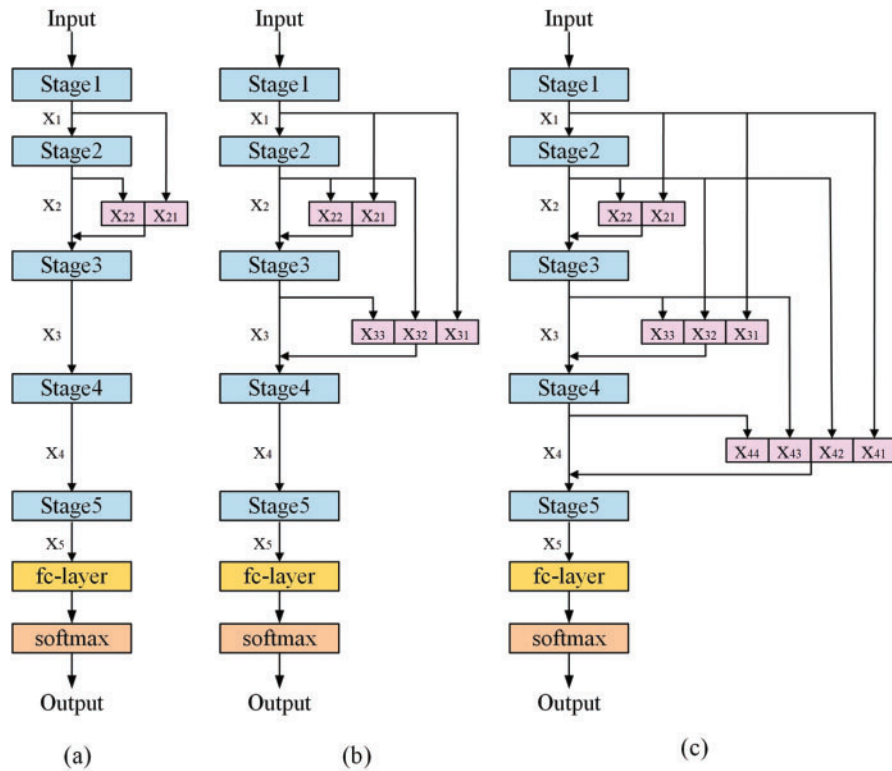 Input
Stage1
X1
Stage2
X2
X22 X21
Stage3
X3
Stage4
X4
Stage5
X5
fc-layer
softmax
Output
(a)
Input
Stage1
X1
Stage2
X2
X22 X21
Stage3
X3
X33 X32 X31
Stage4
X4
Stage5
X5
fc-layer
softmax
Output
(b)
Input
Stage1
X1
Stage2
X2
X22 X21
Stage3
X3
X33 X32 X31
Stage4
X4
X44 X43 X42 X41
Stage5
X5
fc-layer
softmax
Output
(c)